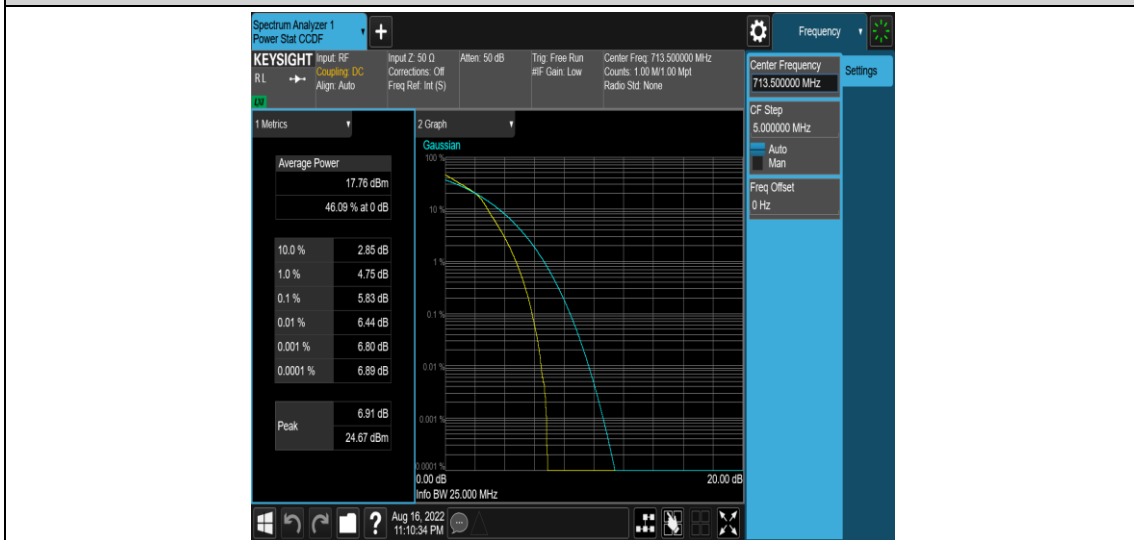 Spectrum Analyzer 1
Power Stat CCDF
Frequency
KEYSIGHT
RL
Input: RF
Coupling: DC
Align: Auto
Input Z: 50 Ω
Corrections: Off
Freq Ref: Int (S)
Atten: 50 dB
Trig: Free Run
#IF Gain: Low
Center Freq: 713.500000 MHz
Counts: 1.00 M/1.00 Mpt
Radio Std: None
Center Frequency
713.500000 MHz
Settings
CF Step
5.000000 MHz
Auto
Man
Freq Offset
0 Hz
1 Metrics
Average Power
17.76 dBm
46.09 % at 0 dB
10.0 % 2.85 dB
1.0 % 4.75 dB
0.1 % 5.83 dB
0.01 % 6.44 dB
0.001 % 6.80 dB
0.0001 % 6.89 dB
Peak
6.91 dB
24.67 dBm
2 Graph
Gaussian
100 %
10 %
1 %
0.1 %
0.01 %
0.001 %
0.0001 %
0.00 dB 20.00 dB
Info BW 25.000 MHz
?
Aug 16, 2022
11:10:34 PM